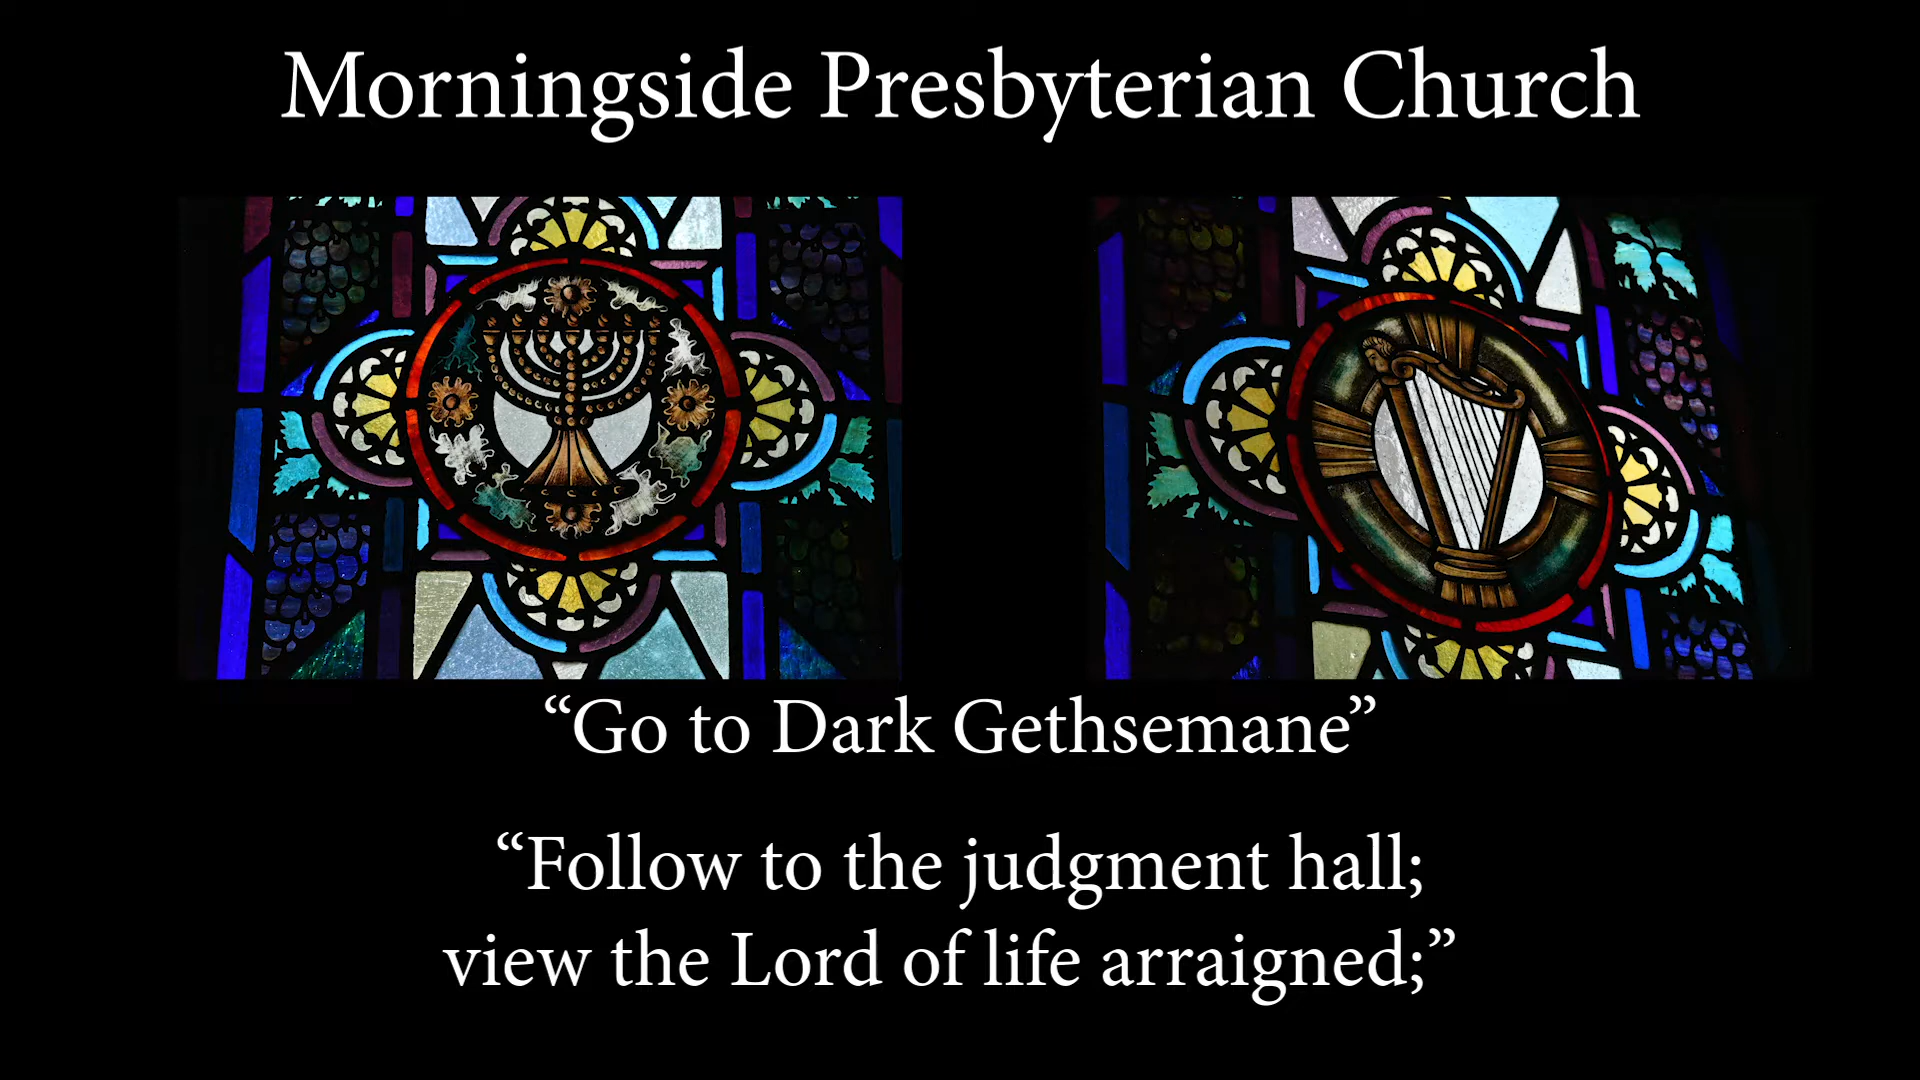 Morningside Presbyterian Church
“Go to Dark Gethsemane”
“Follow to the judgment hall;
view the Lord of life arraigned;”